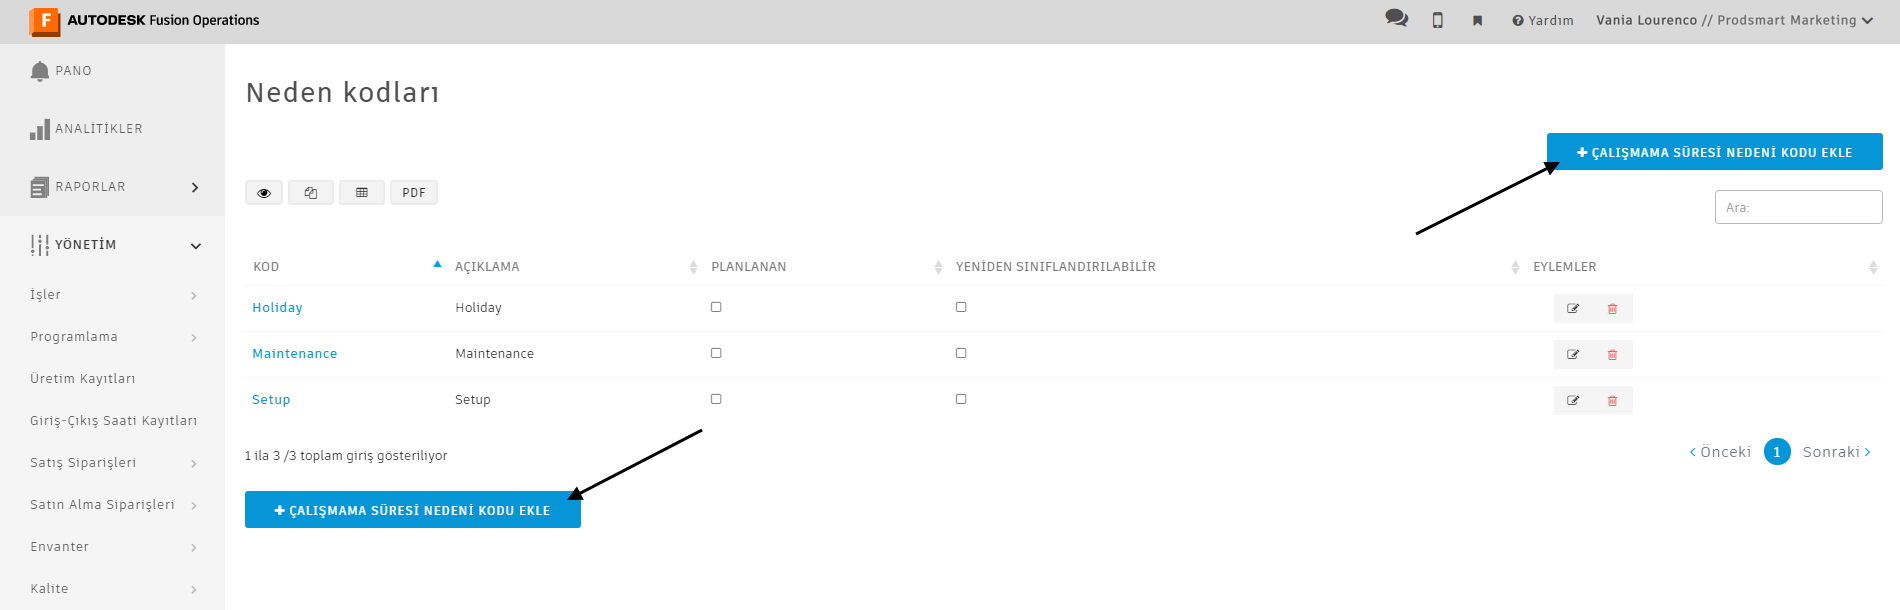 AUTODESK Fusion Operations
Yardım
Vania Lourenco // Prodsmart Marketing
PANO
ANALİTİKLER
RAPORLAR
YÖNETİM
İşler
Programlama
Üretim Kayıtları
Giriş-Çıkış Saati Kayıtları
Satış Siparişleri
Satın Alma Siparişleri
Envanter
Kalite
Neden kodları
+ ÇALIŞMAMA SÜRESİ NEDENİ KODU EKLE
PDF
Ara:
KOD AÇIKLAMA PLANLANAN YENİDEN SINIFLANDIRILABİLİR EYLEMLER
Holiday Holiday
Maintenance Maintenance
Setup Setup
1 ila 3 /3 toplam giriş gösteriliyor
‹ Önceki 1 Sonraki ›
+ ÇALIŞMAMA SÜRESİ NEDENİ KODU EKLE